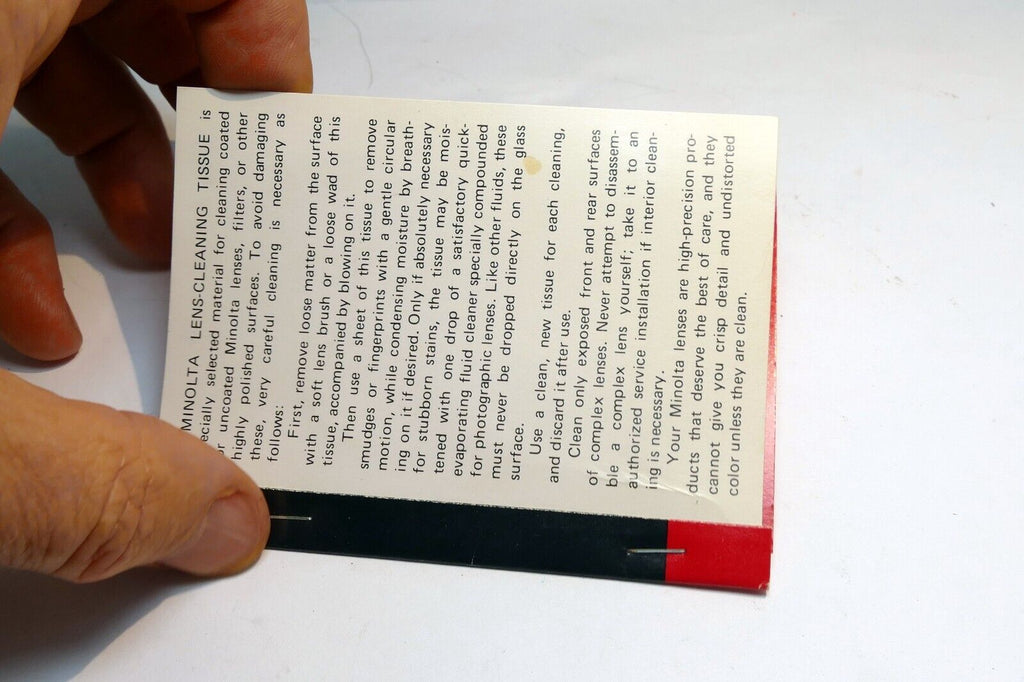 MINOLTA LENS-CLEANING TISSUE is
ecially selected material for cleaning coated
or uncoated Minolta lenses, filters, or other
highly polished surfaces. To avoid damaging
these, very careful cleaning is necessary as
follows:
First, remove loose matter from the surface
with a soft lens brush or a loose wad of this
tissue, accompanied by blowing on it.
Then use a sheet of this tissue to remove
smudges or fingerprints with a gentle circular
motion, while condensing moisture by breath-
ing on it if desired. Only if absolutely necessary
for stubborn stains, the tissue may be mois-
tened with one drop of a satisfactory quick-
evaporating fluid cleaner specially compounded
for photographic lenses. Like other fluids, these
must never be dropped directly on the glass
surface.
Use a clean, new tissue for each cleaning,
and discard it after use.
Clean only exposed front and rear surfaces
of complex lenses. Never attempt to disassem-
ble a complex lens yourself; take it to an
authorized service installation if interior clean-
ing is necessary.
Your Minolta lenses are high-precision pro-
ducts that deserve the best of care, and they
cannot give you crisp detail and undistorted
color unless they are clean.